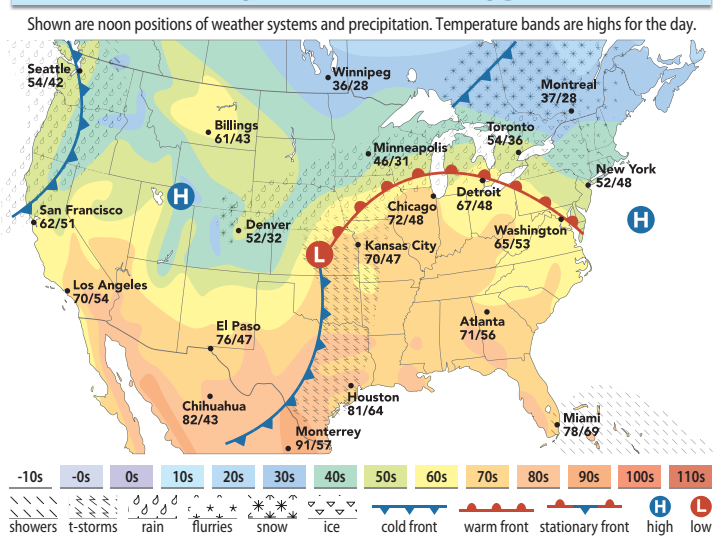 Shown are noon positions of weather systems and precipitation. Temperature bands are highs for the day.
Seattle
54/42
Winnipeg
36/28
Montreal
37/28
Billings
61/43
Toronto
54/36
Minneapolis
46/31
New York
52/48
H
San Francisco
62/51
Detroit
67/48
Chicago
72/48
H
Denver
52/32
Washington
65/53
Kansas City
70/47
L
Los Angeles
70/54
El Paso
76/47
Atlanta
71/56
Chihuahua
82/43
Houston
81/64
Miami
78/69
Monterrey
91/57
-10s -0s 0s 10s 20s 30s 40s 50s 60s 70s 80s 90s 100s 110s
H L
showers t-storms rain flurries snow ice cold front warm front stationary front high low